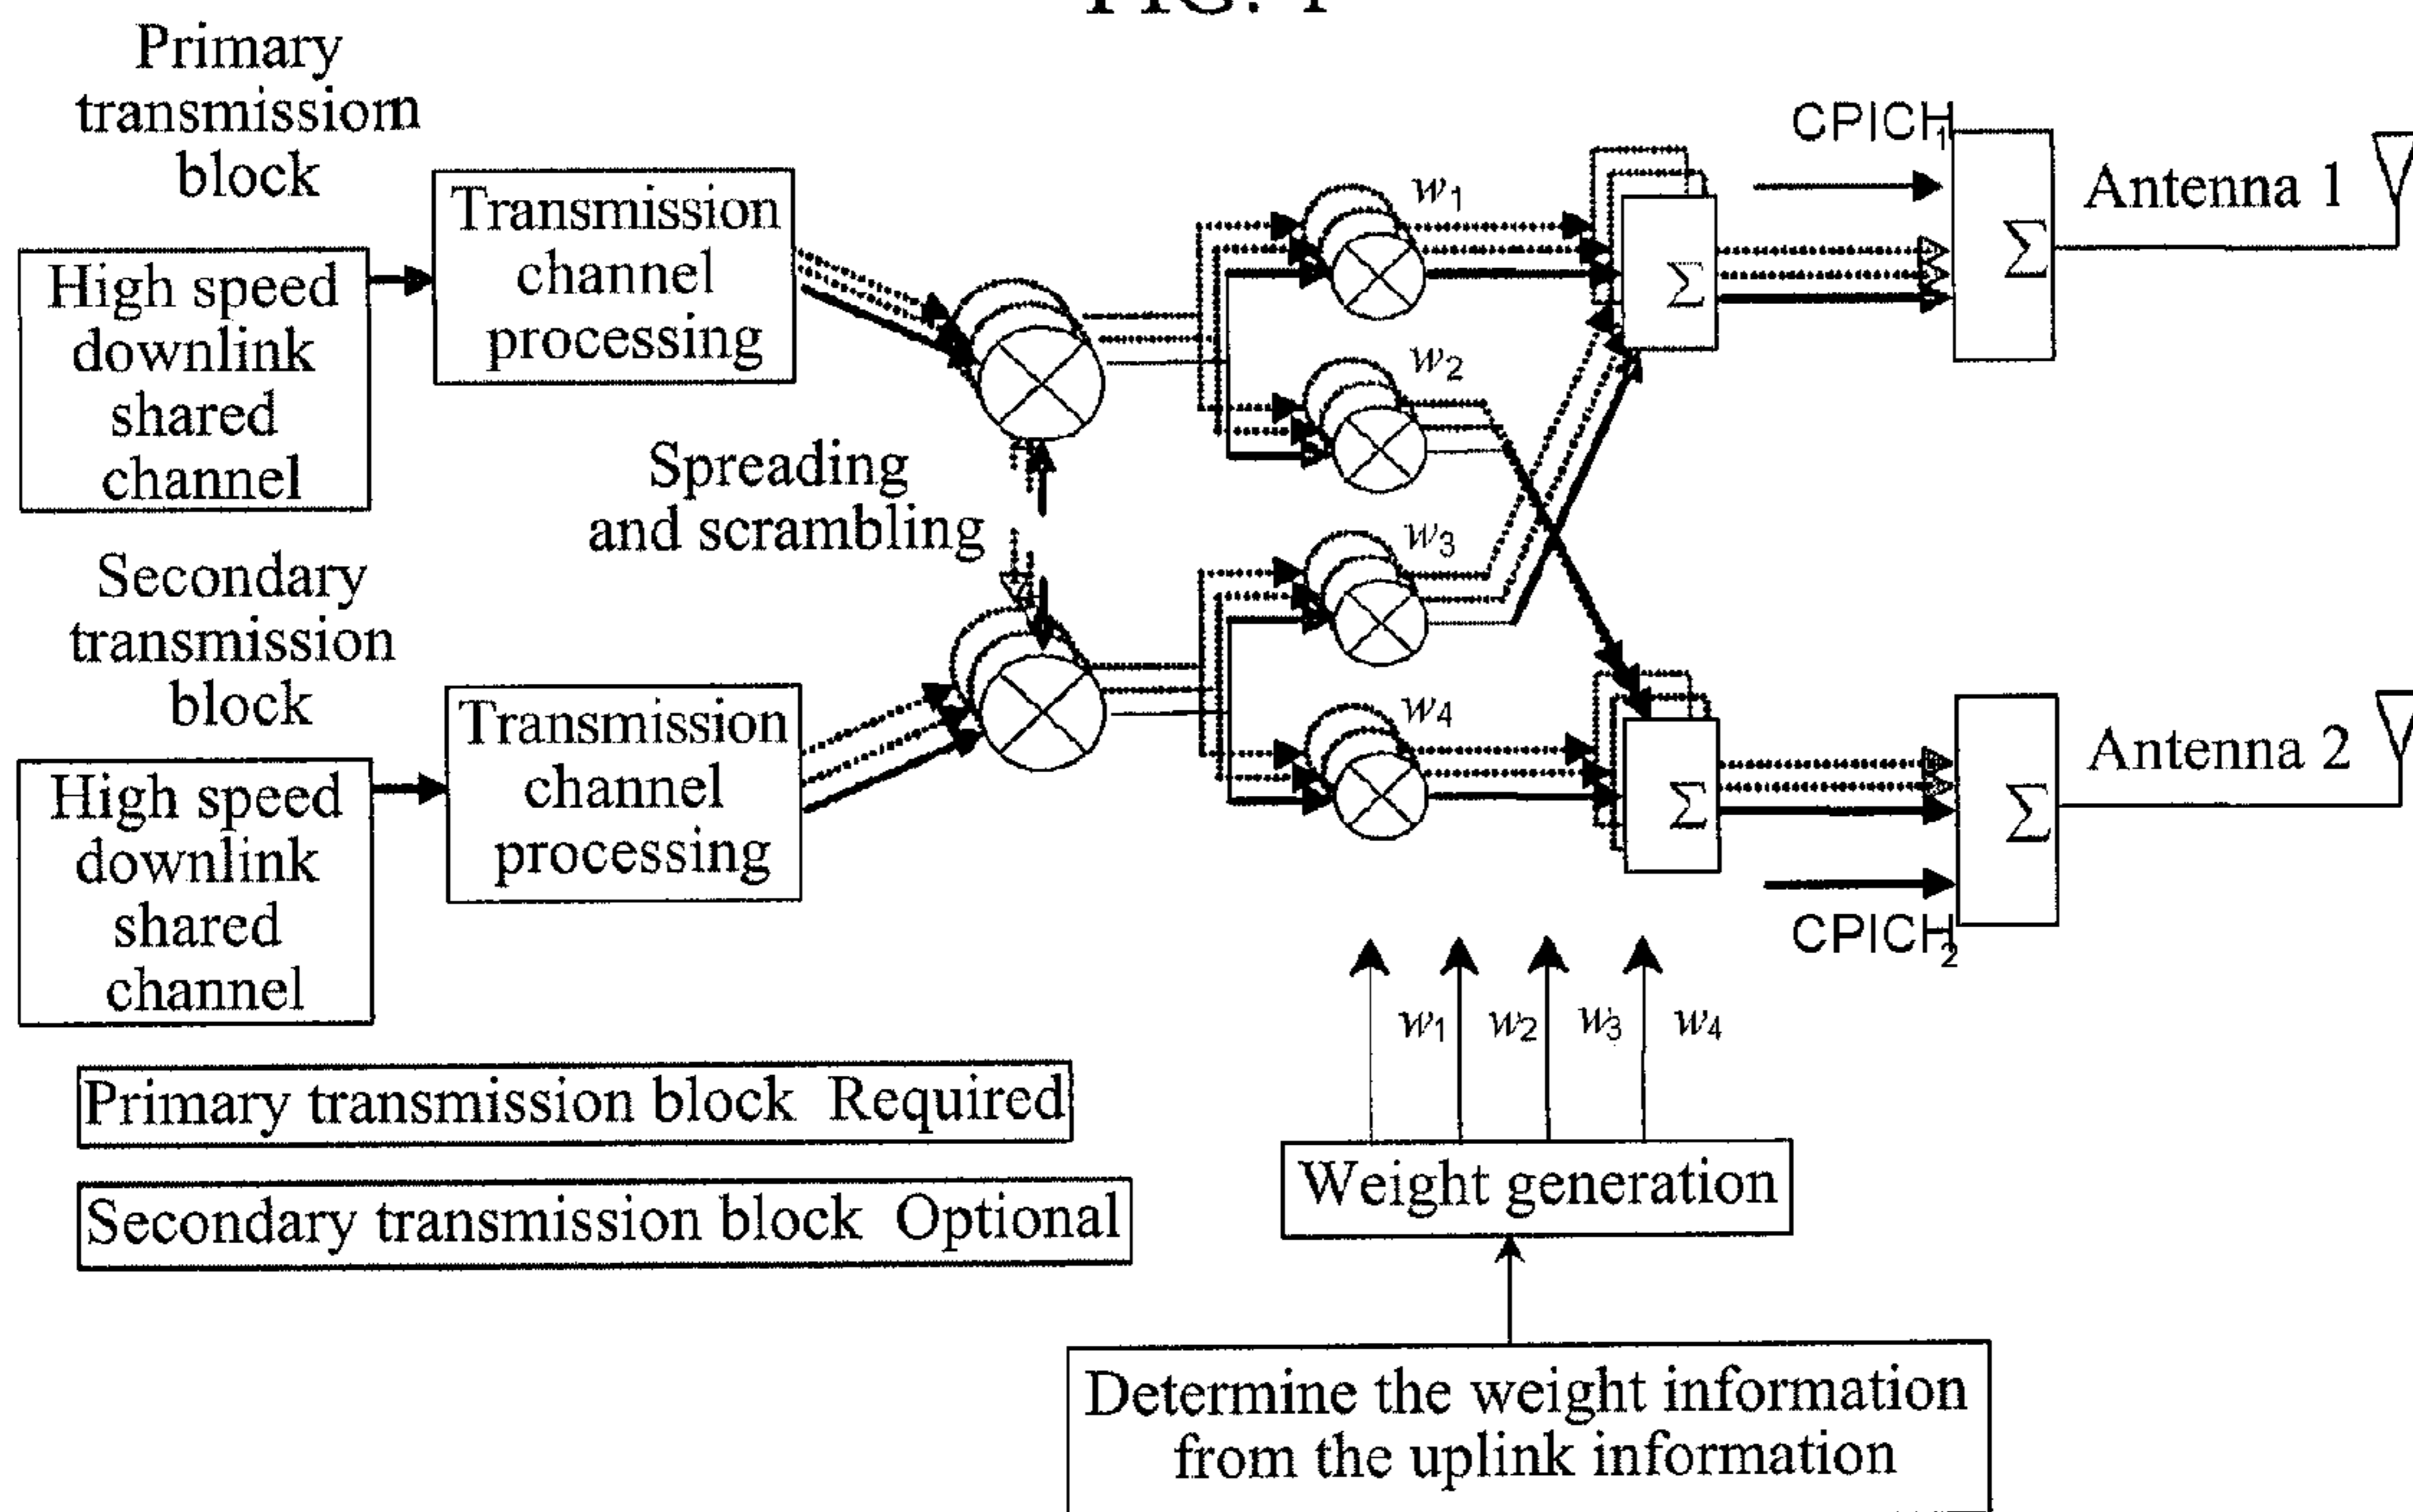 Primary
transmissiom
block
High speed
downlink
shared
channel
Transmission
channel
processing
Spreading
and scrambling
Secondary
transmission
block
High speed
downlink
shared
channel
Transmission
channel
processing
w1
w2
w3
w4
Σ
Σ
CPICH1
Σ
Antenna 1
Σ
Antenna 2
CPICH2
w1 w2 w3 w4
Primary transmission block Required
Secondary transmission block Optional
Weight generation
Determine the weight information
from the uplink information